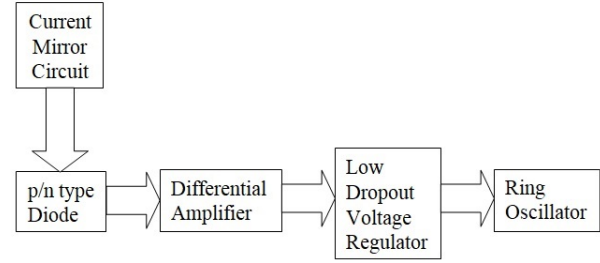 Current
Mirror
Circuit
p/n type
Diode
Differential
Amplifier
Low
Dropout
Voltage
Regulator
Ring
Oscillator